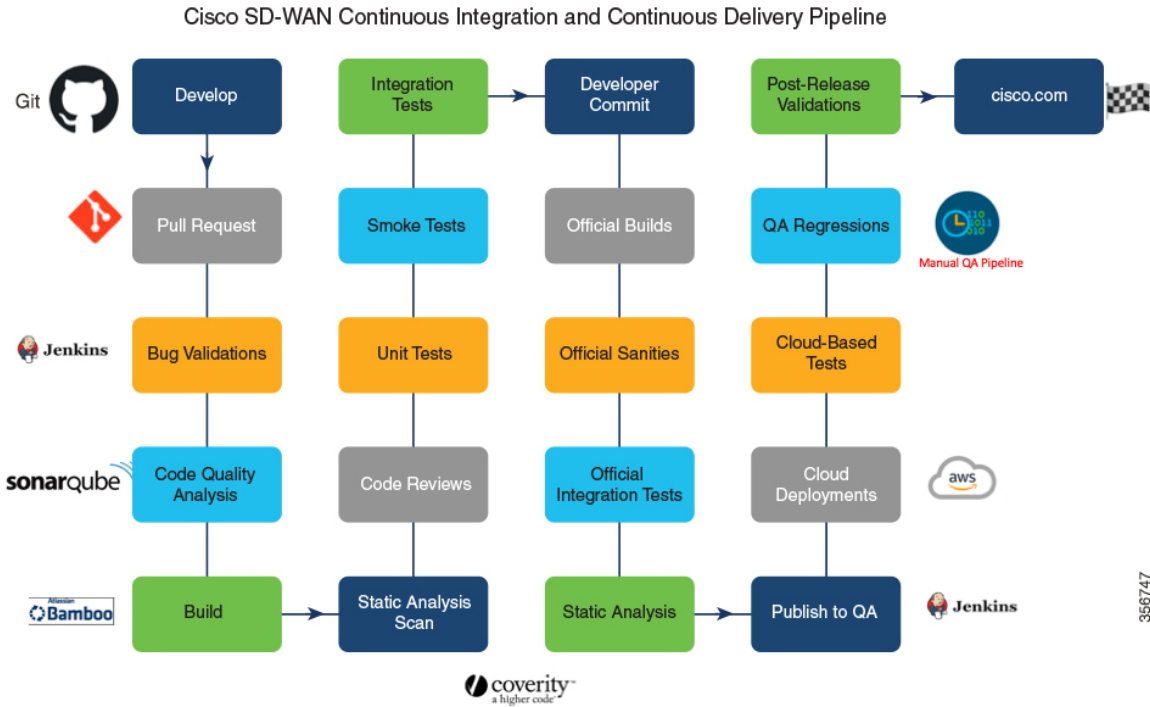 Cisco SD-WAN Continuous Integration and Continuous Delivery Pipeline
Git
Develop
Integration
Tests
Developer
Commit
Post-Release
Validations
cisco.com
Pull Request
Smoke Tests
Official Builds
QA Regressions
110
1011
010
Manual QA Pipeline
Jenkins
Bug Validations
Unit Tests
Official Sanities
Cloud-Based
Tests
sonarqube
Code Quality
Analysis
Code Reviews
Official
Integration Tests
Cloud
Deployments
aws
Atlassian
Bamboo
Build
Static Analysis
Scan
Static Analysis
Publish to QA
Jenkins
356747
coverity™
a higher code